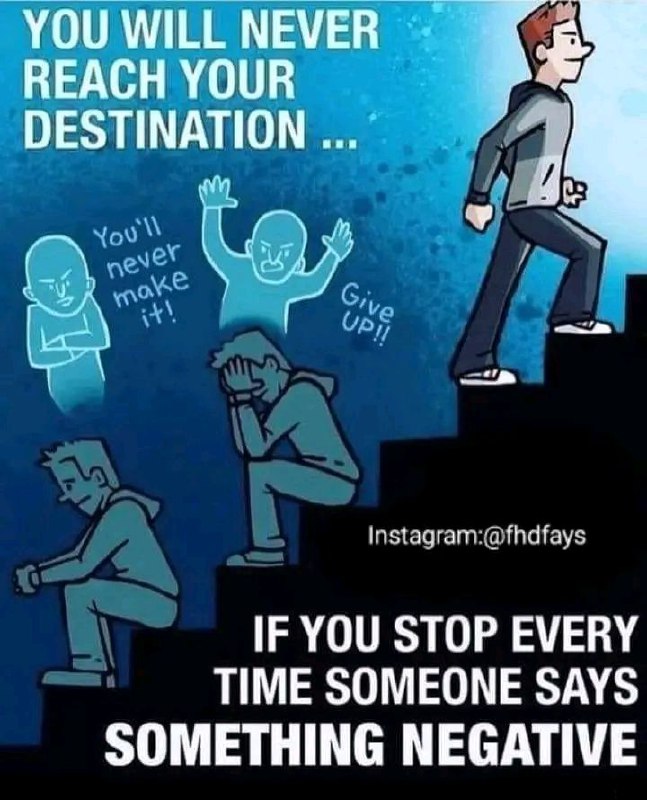 YOU WILL NEVER
REACH YOUR
DESTINATION ...
You'll
never
make
it!
Give
UP!!
Instagram:@fhdfays
IF YOU STOP EVERY
TIME SOMEONE SAYS
SOMETHING NEGATIVE